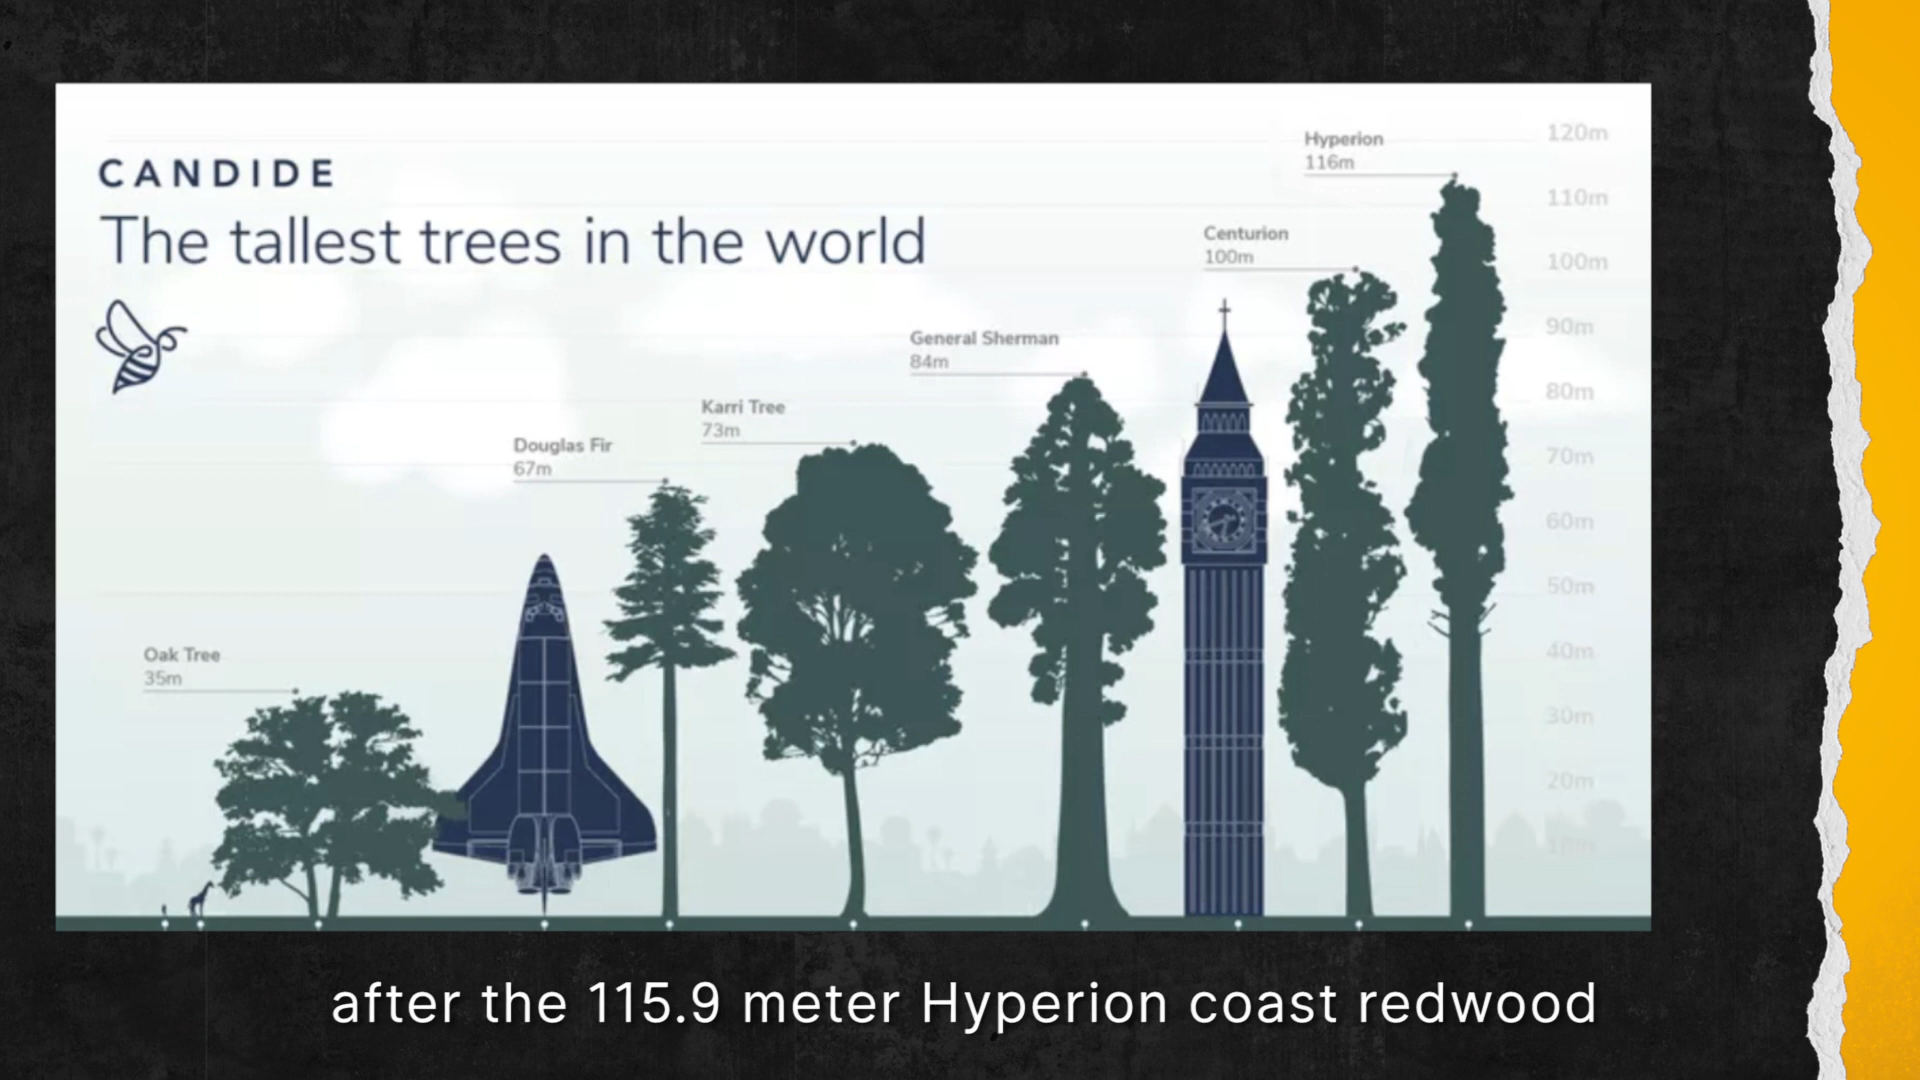 CANDIDE
The tallest trees in the world
Oak Tree
35m
Douglas Fir
67m
Karri Tree
73m
General Sherman
84m
Centurion
100m
Hyperion
116m
120m
110m
100m
90m
80m
70m
60m
50m
40m
30m
20m
10m
after the 115.9 meter Hyperion coast redwood